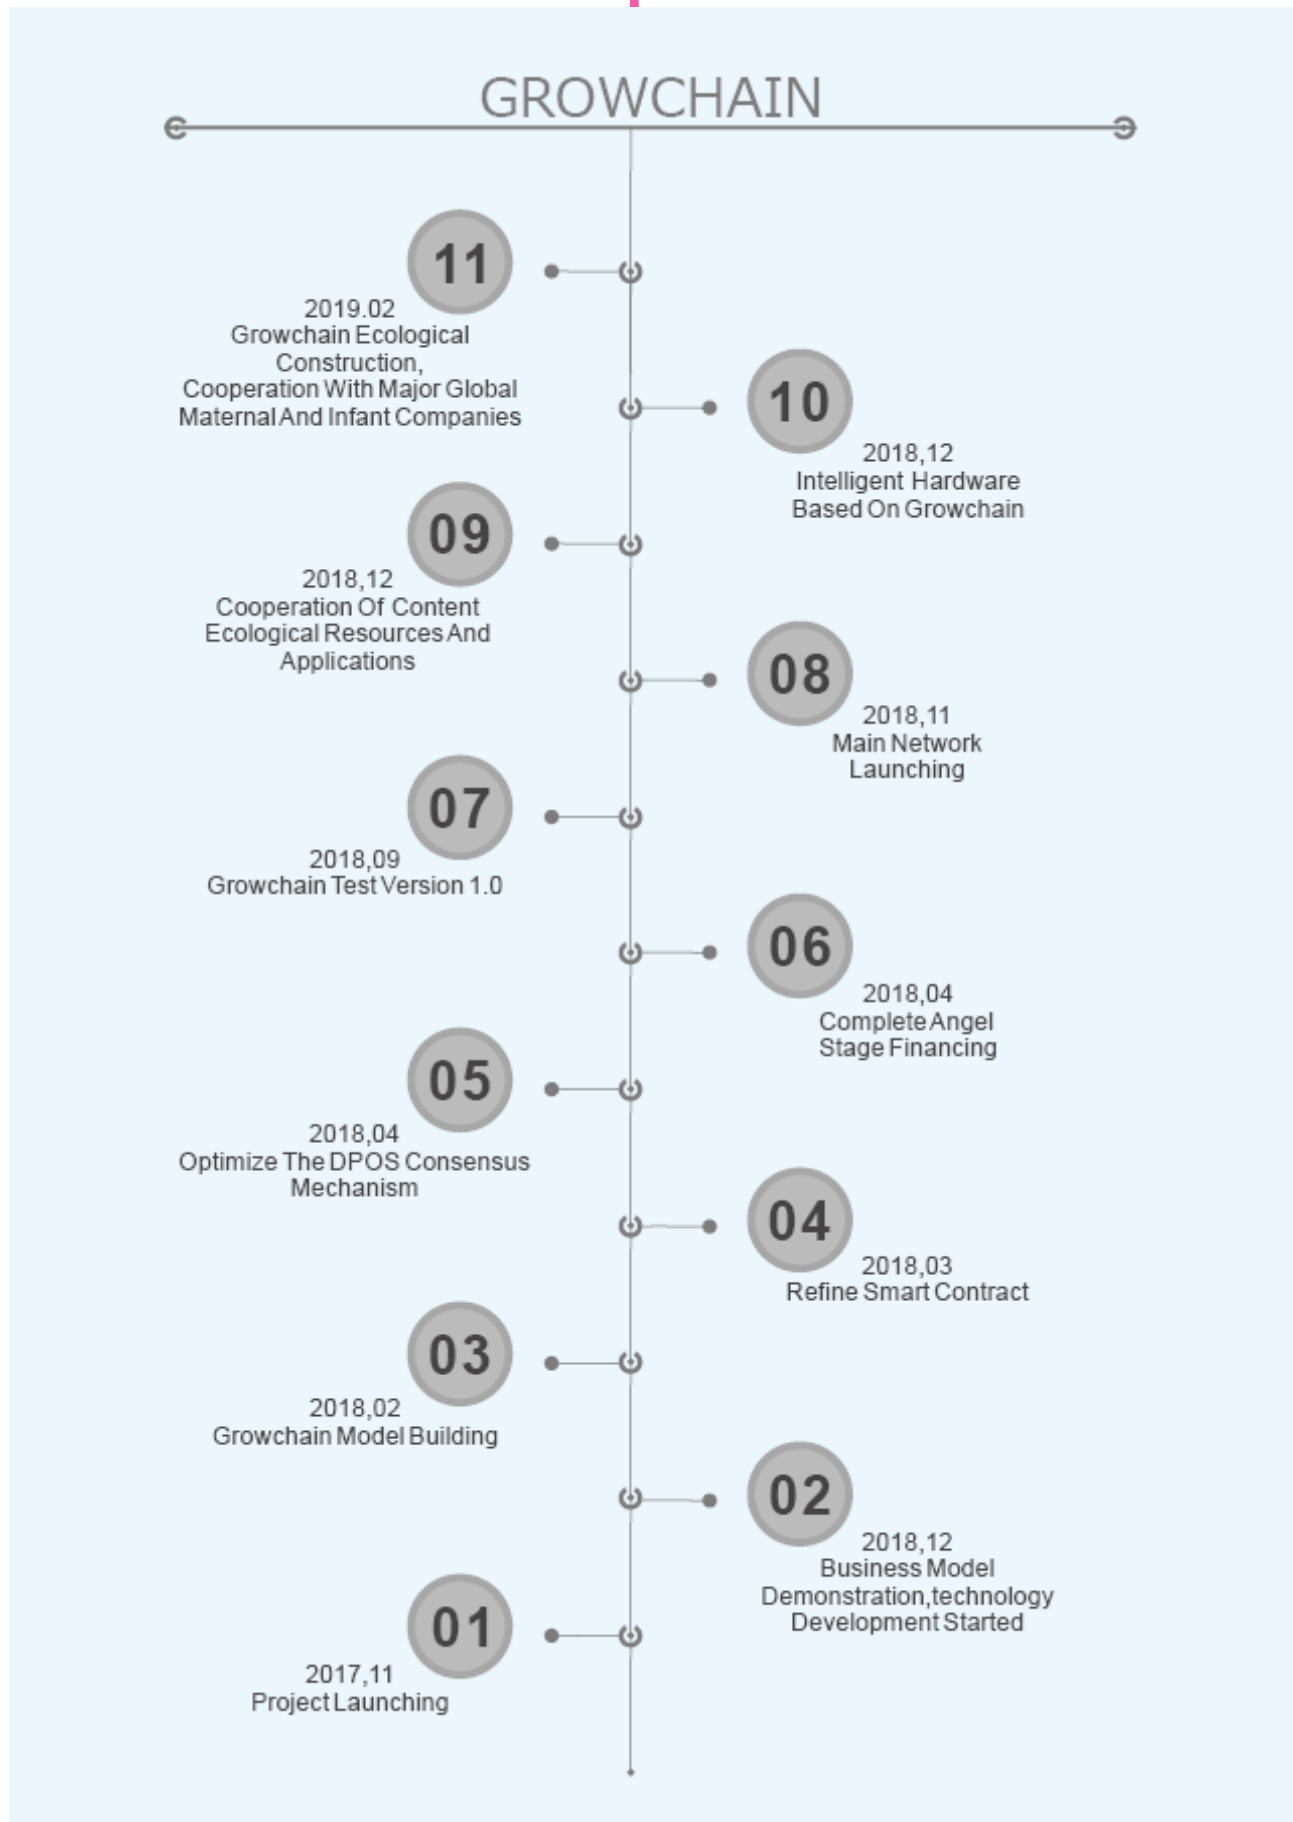 GROWCHAIN
11
2019.02
Growchain Ecological
Construction,
Cooperation With Major Global
Maternal And Infant Companies
10
2018,12
Intelligent Hardware
Based On Growchain
09
2018,12
Cooperation Of Content
Ecological Resources And
Applications
08
2018,11
Main Network
Launching
07
2018,09
Growchain Test Version 1.0
06
2018,04
Complete Angel
Stage Financing
05
2018,04
Optimize The DPOS Consensus
Mechanism
04
2018,03
Refine Smart Contract
03
2018,02
Growchain Model Building
02
2018,12
Business Model
Demonstration,technology
Development Started
01
2017,11
Project Launching